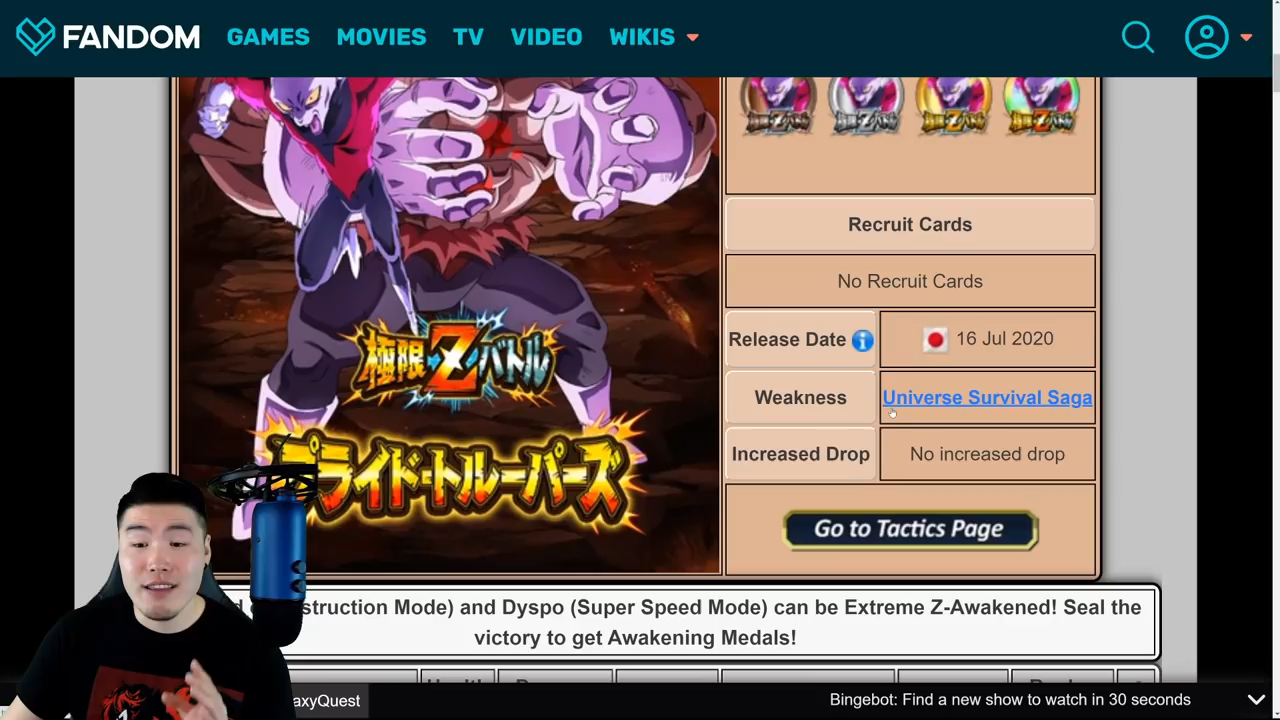 FANDOM
GAMES MOVIES TV VIDEO WIKIS
Recruit Cards
No Recruit Cards
Release Date i 16 Jul 2020
Weakness Universe Survival Saga
Increased Drop No increased drop
Go to Tactics Page
極限Zバトル
プライド・トルーパーズ
struction Mode) and Dyspo (Super Speed Mode) can be Extreme Z-Awakened! Seal the
victory to get Awakening Medals!
axyQuest
Bingebot: Find a new show to watch in 30 seconds